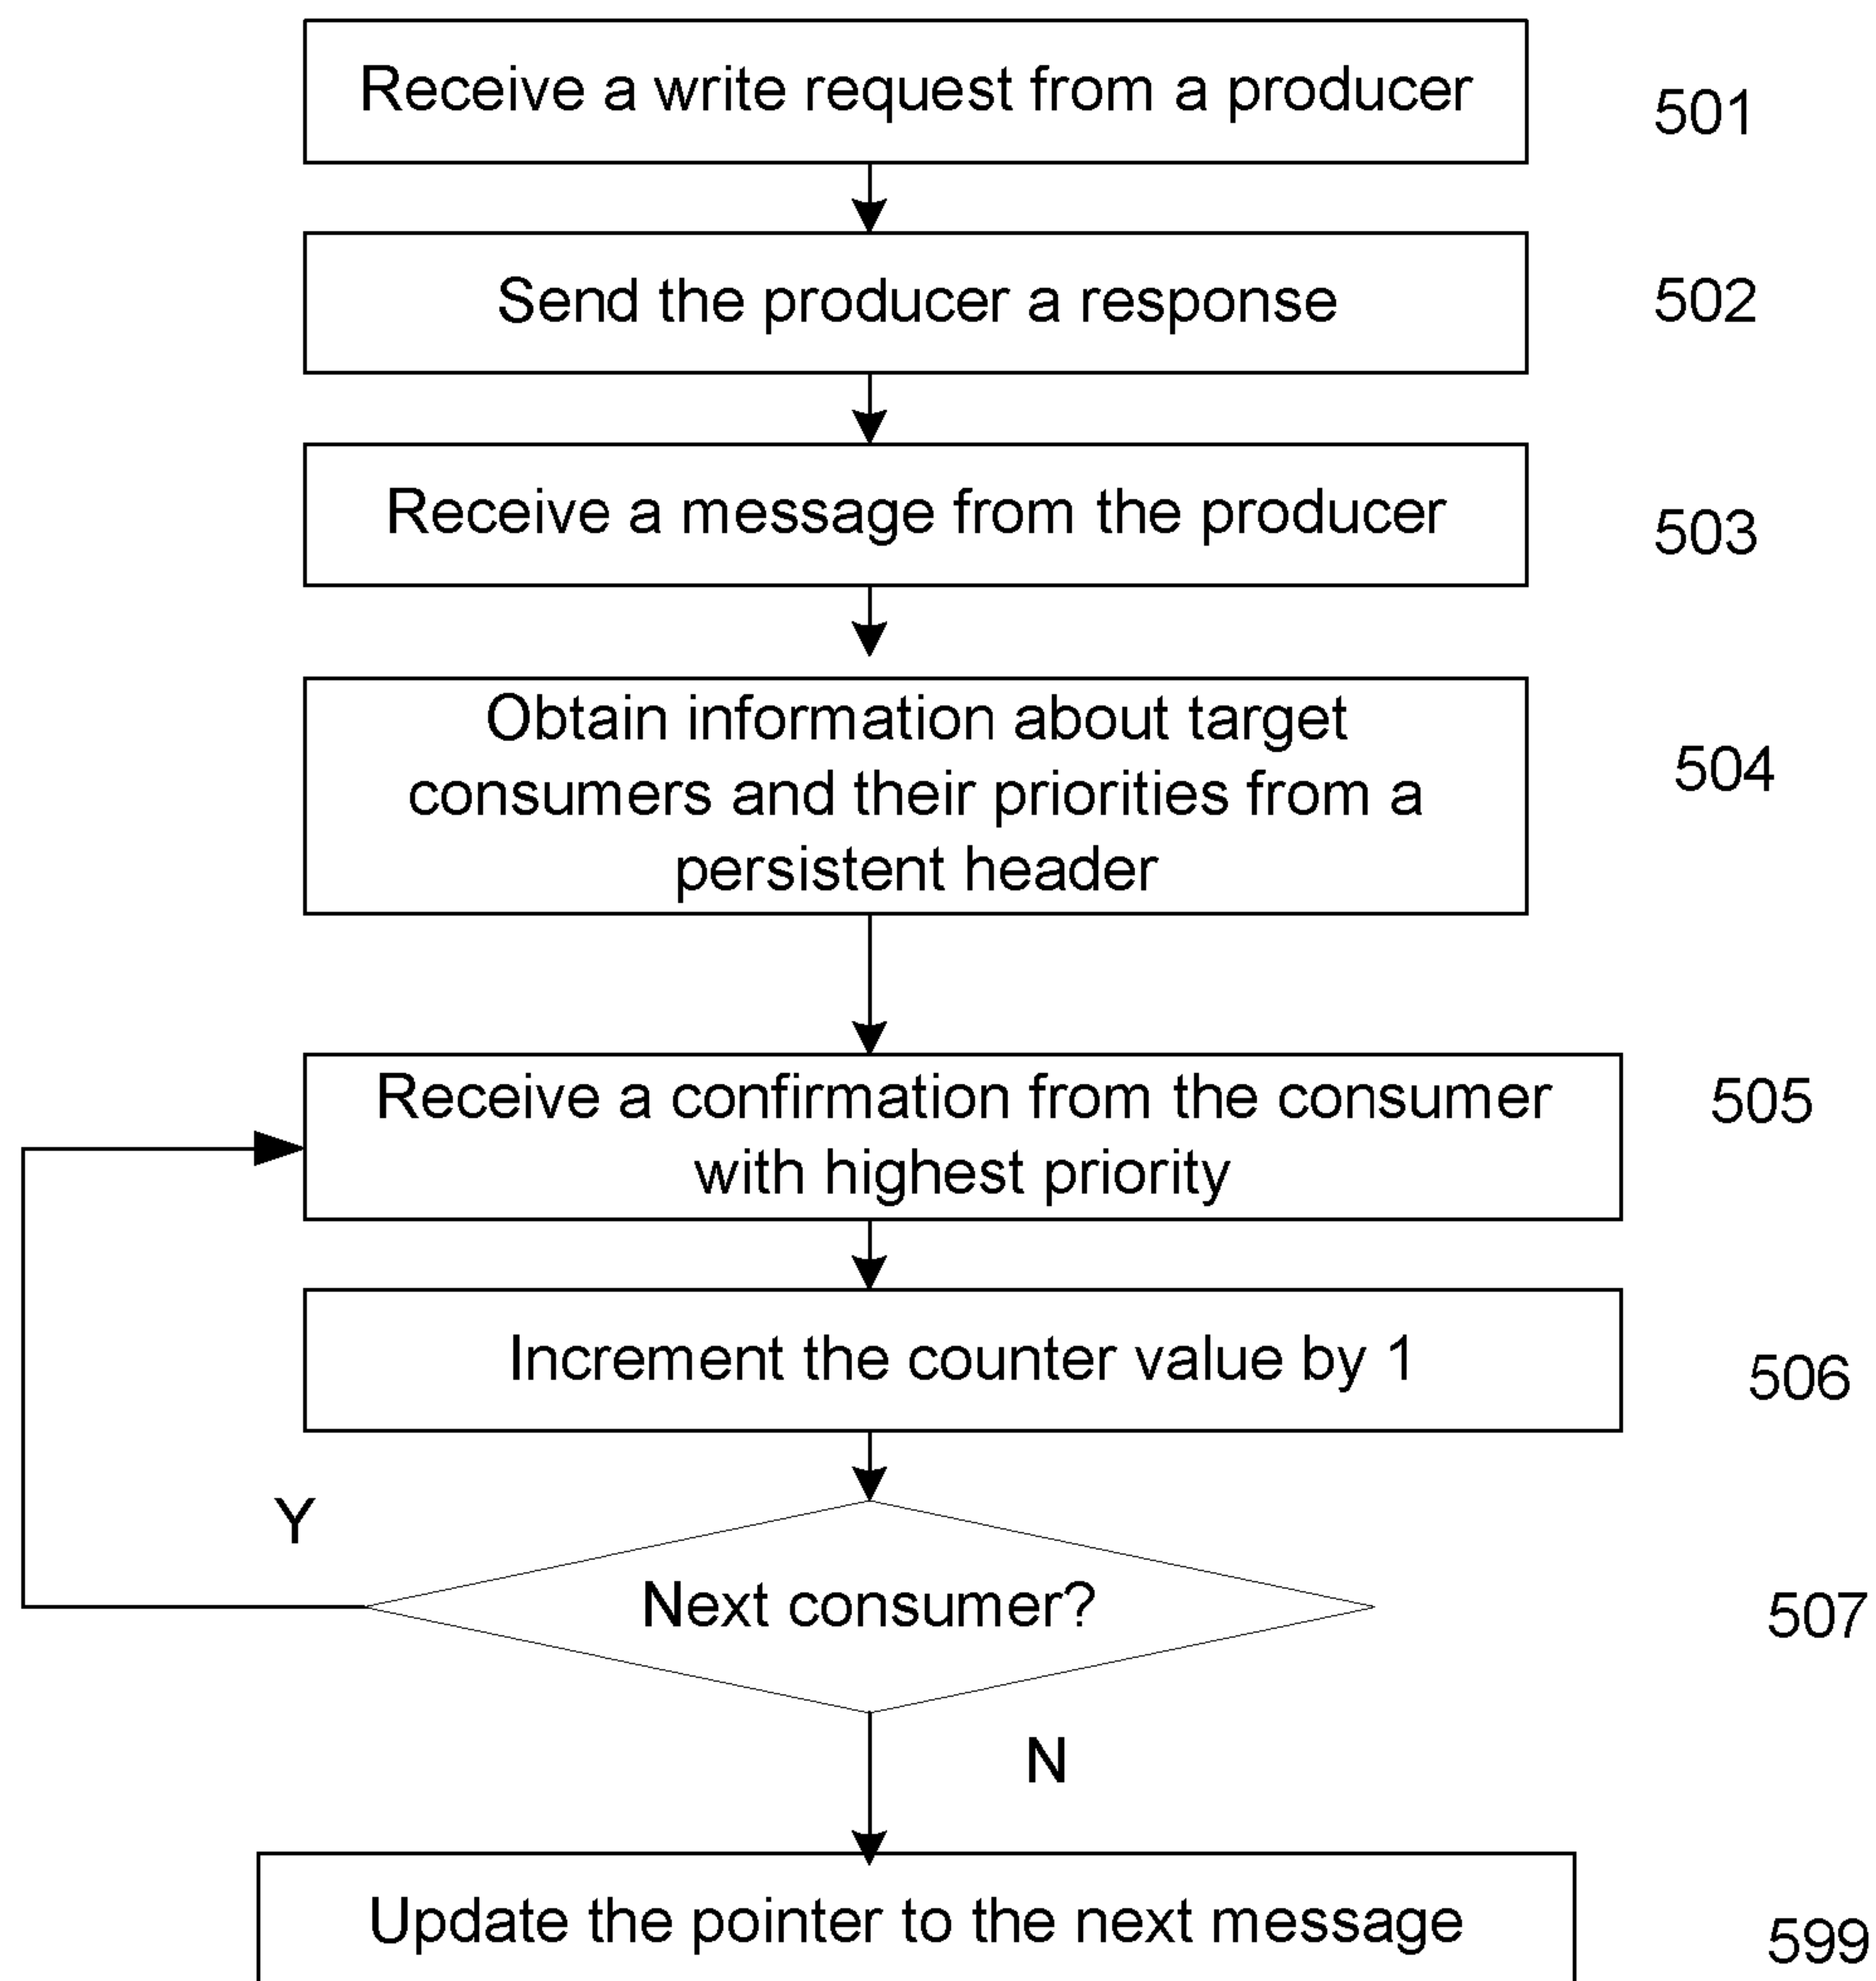 Receive a write request from a producer
501
Send the producer a response
502
Receive a message from the producer
503
Obtain information about target
consumers and their priorities from a
persistent header
504
Receive a confirmation from the consumer
with highest priority
505
Increment the counter value by 1
506
Y
Next consumer?
507
N
Update the pointer to the next message
599